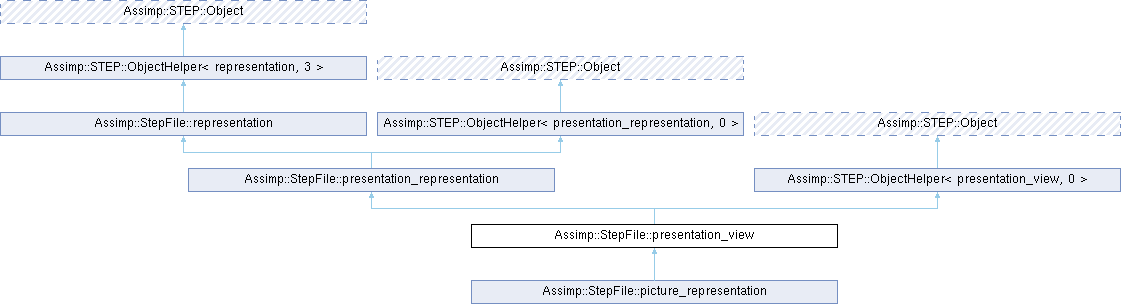 Assimp::STEP::Object
Assimp::STEP::ObjectHelper< representation, 3 >
Assimp::STEP::Object
Assimp::StepFile::representation
Assimp::STEP::ObjectHelper< presentation_representation, 0 >
Assimp::STEP::Object
Assimp::StepFile::presentation_representation
Assimp::STEP::ObjectHelper< presentation_view, 0 >
Assimp::StepFile::presentation_view
Assimp::StepFile::picture_representation